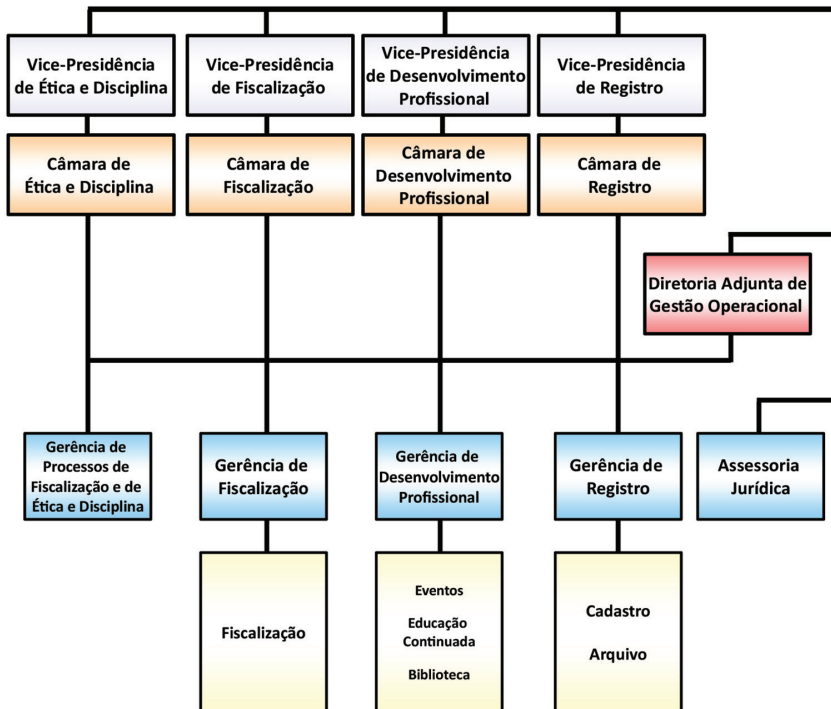 Vice-Presidência
de Ética e Disciplina
Vice-Presidência
de Fiscalização
Vice-Presidência
de Desenvolvimento
Profissional
Vice-Presidência
de Registro
Câmara de
Ética e Disciplina
Câmara de
Fiscalização
Câmara de
Desenvolvimento
Profissional
Câmara de
Registro
Diretoria Adjunta de
Gestão Operacional
Gerência de
Processos de
Fiscalização e de
Ética e Disciplina
Gerência de
Fiscalização
Gerência de
Desenvolvimento
Profissional
Gerência de
Registro
Assessoria
Jurídica
Fiscalização
Eventos
Educação
Continuada
Biblioteca
Cadastro
Arquivo